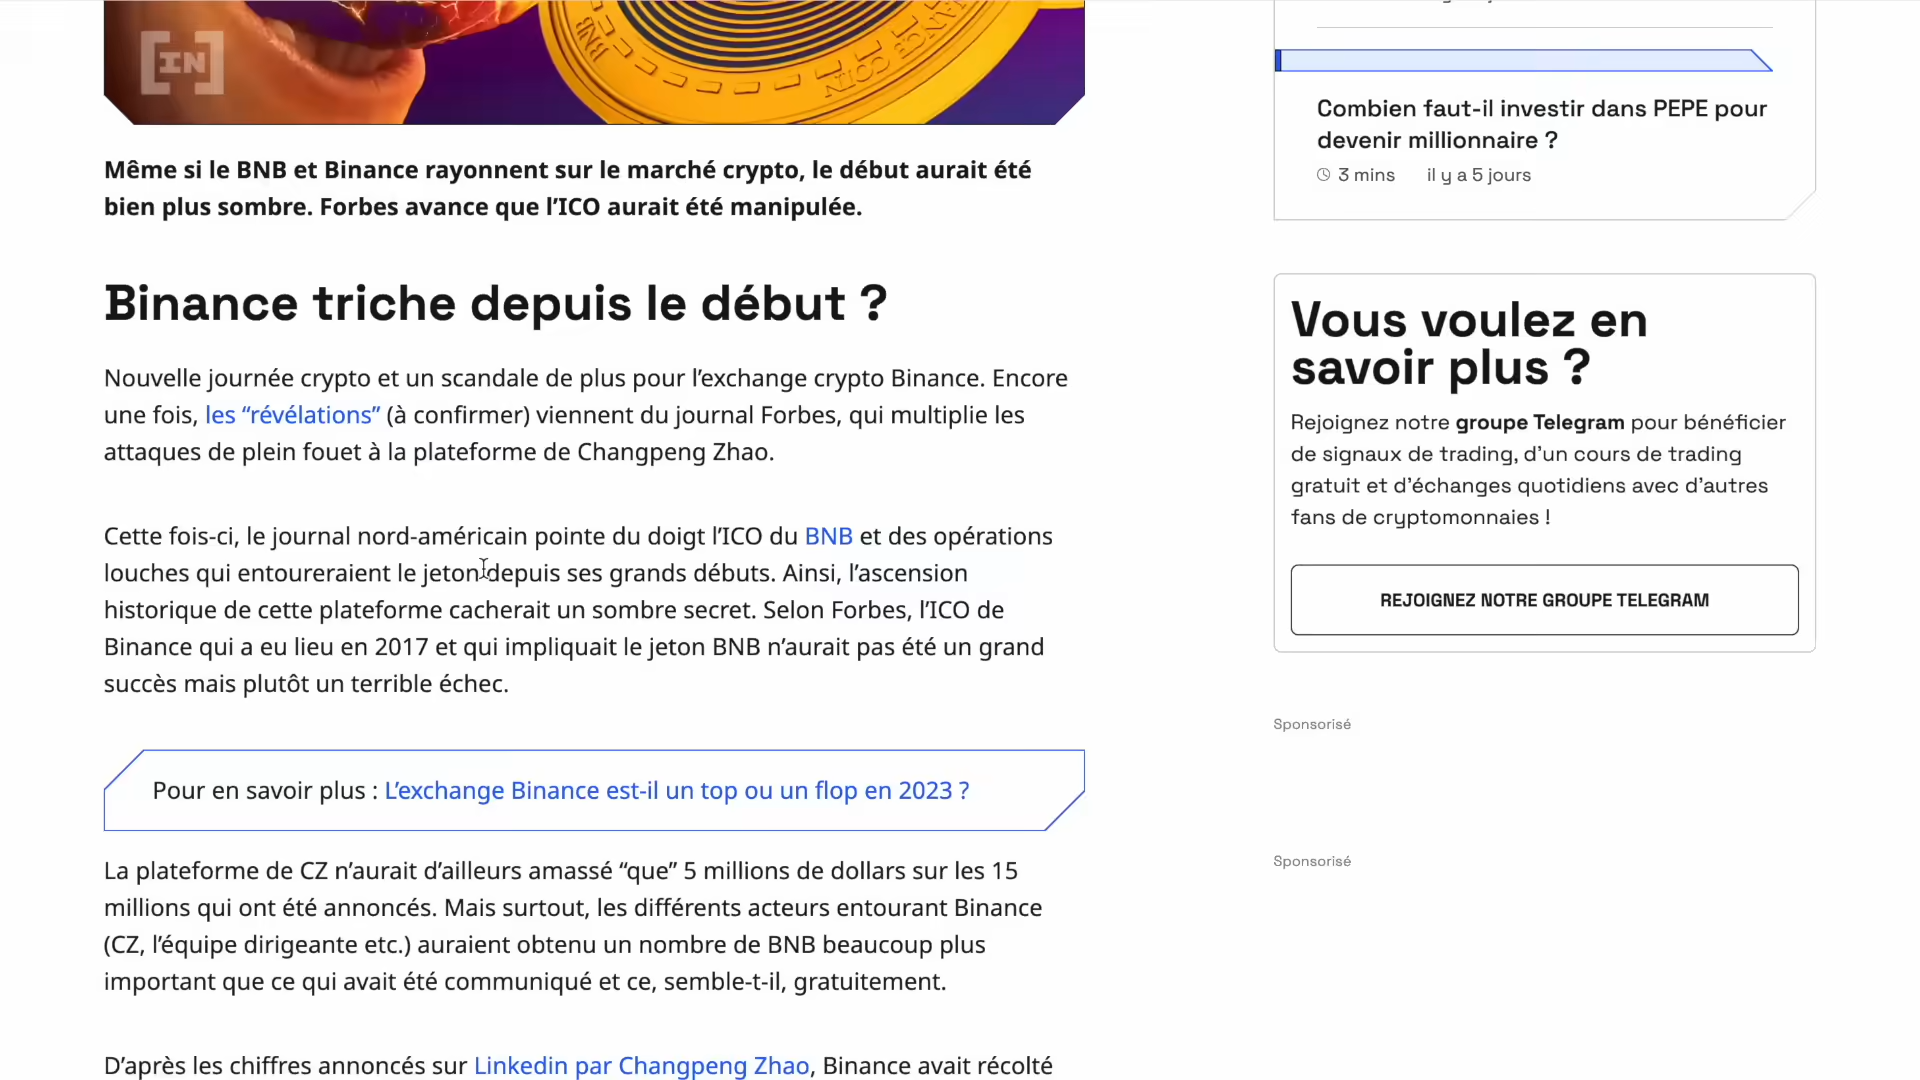 IN
BNB
COIN
Même si le BNB et Binance rayonnent sur le marché crypto, le début aurait été
bien plus sombre. Forbes avance que l’ICO aurait été manipulée.
Binance triche depuis le début ?
Nouvelle journée crypto et un scandale de plus pour l’exchange crypto Binance. Encore
une fois, les “révélations” (à confirmer) viennent du journal Forbes, qui multiplie les
attaques de plein fouet à la plateforme de Changpeng Zhao.
Cette fois-ci, le journal nord-américain pointe du doigt l’ICO du BNB et des opérations
louches qui entoureraient le jeton depuis ses grands débuts. Ainsi, l’ascension
historique de cette plateforme cacherait un sombre secret. Selon Forbes, l’ICO de
Binance qui a eu lieu en 2017 et qui impliquait le jeton BNB n’aurait pas été un grand
succès mais plutôt un terrible échec.
Pour en savoir plus : L’exchange Binance est-il un top ou un flop en 2023 ?
La plateforme de CZ n’aurait d’ailleurs amassé “que” 5 millions de dollars sur les 15
millions qui ont été annoncés. Mais surtout, les différents acteurs entourant Binance
(CZ, l’équipe dirigeante etc.) auraient obtenu un nombre de BNB beaucoup plus
important que ce qui avait été communiqué et ce, semble-t-il, gratuitement.
D’après les chiffres annoncés sur Linkedin par Changpeng Zhao, Binance avait récolté
Combien faut-il investir dans PEPE pour
devenir millionnaire ?
3 mins il y a 5 jours
Vous voulez en
savoir plus ?
Rejoignez notre groupe Telegram pour bénéficier
de signaux de trading, d’un cours de trading
gratuit et d’échanges quotidiens avec d’autres
fans de cryptomonnaies !
REJOIGNEZ NOTRE GROUPE TELEGRAM
Sponsorisé
Sponsorisé